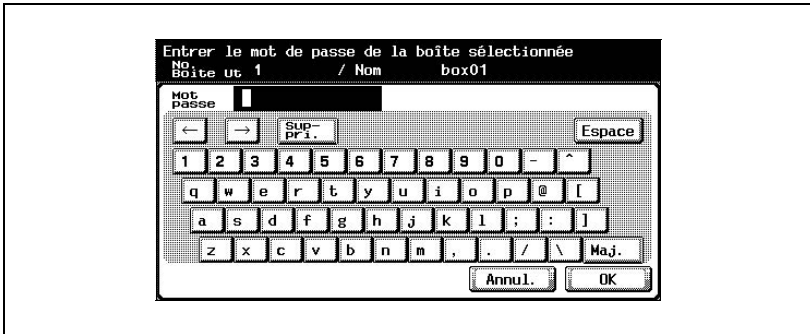 Entrer le mot de passe de la boîte sélectionnée
No. Boîte Ut 1 / Nom box01
Mot passe
← → Sup-pri. Espace
1 2 3 4 5 6 7 8 9 0 - ^
q w e r t y u i o p @ [
a s d f g h j k l ; : ]
z x c v b n m , . / \ Maj.
Annul. OK